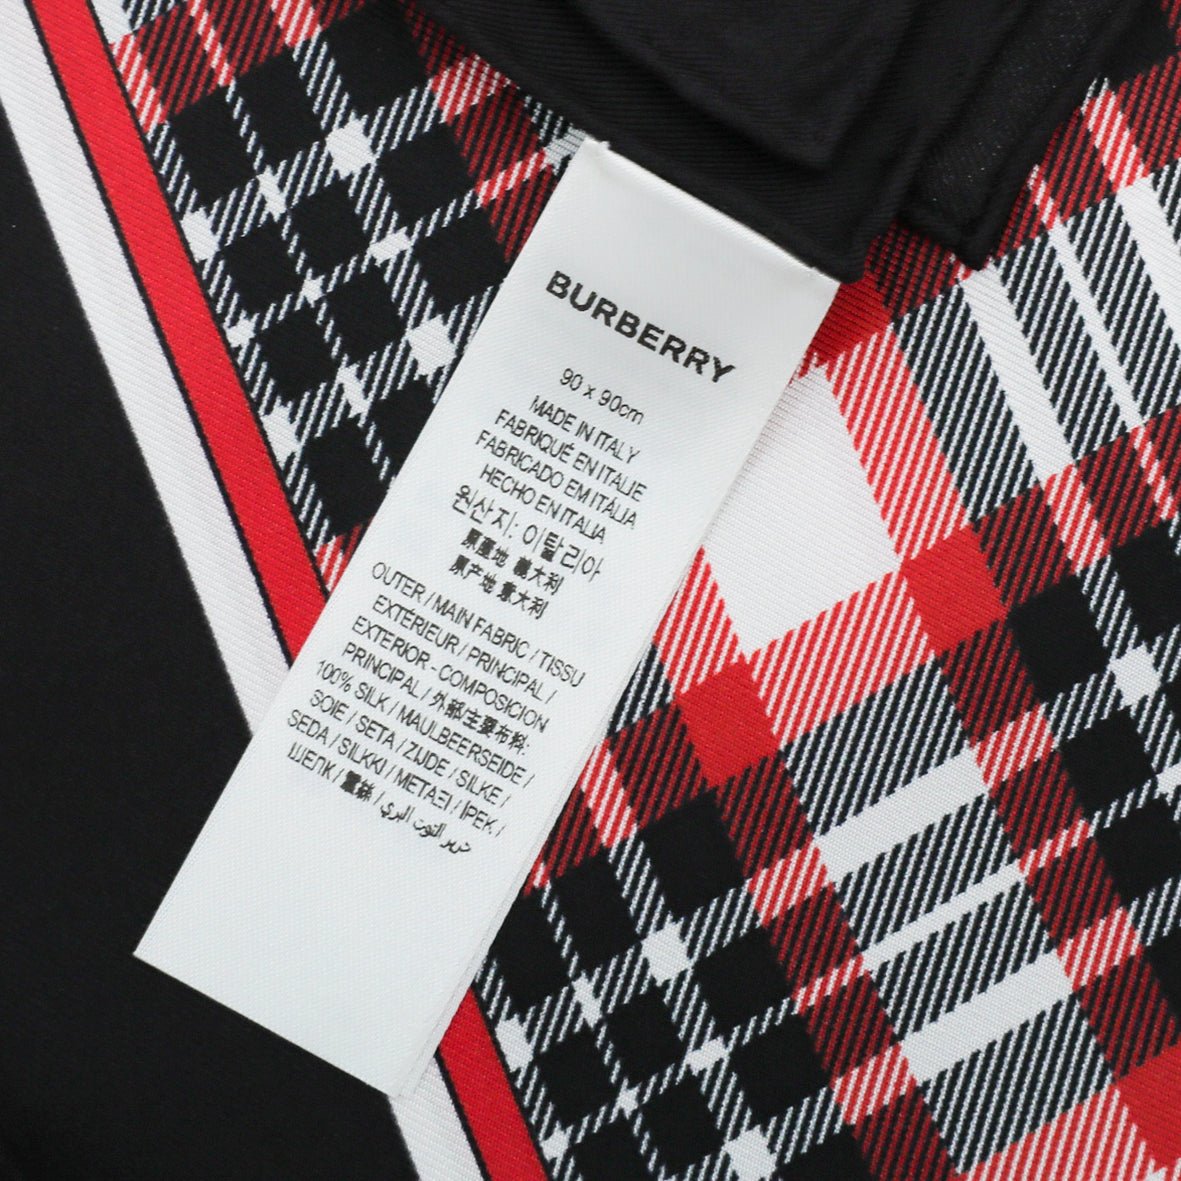 BURBERRY
90 x 90cm
MADE IN ITALY
FABRIQUÉ EN ITALIE
FABRICADO EM ITÁLIA
HECHO EN ITALIA
원산지: 이탈리아
原產地 義大利
原产地 意大利
OUTER / MAIN FABRIC / TISSU
EXTÉRIEUR / PRINCIPAL /
EXTERIOR - COMPOSICION
PRINCIPAL / 外部主要布料:
100% SILK / MAULBEERSEIDE /
SOIE / SETA / ZIJDE / SILKE /
SEDA / SILKKI / ΜΕΤΑΞΙ / İPEK /
ШЕЛК / 蠶絲 / حرير التوت البري